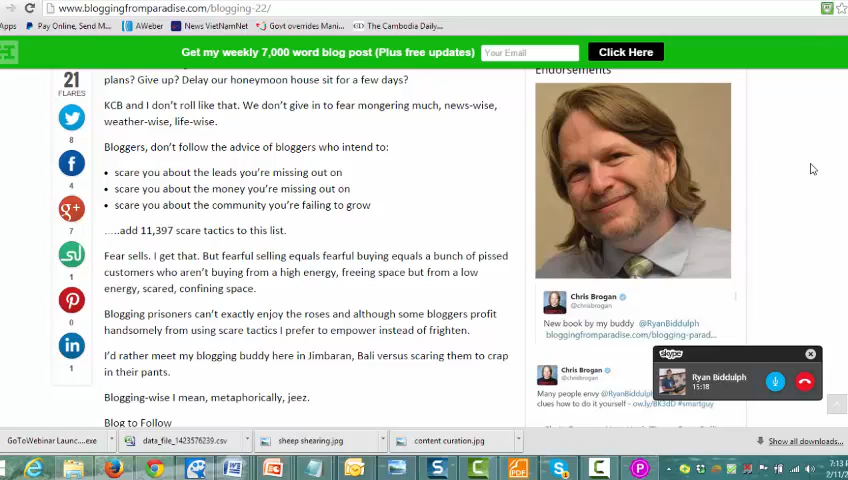 www.bloggingfromparadise.com/blogging-22/
Apps
Pay Online, Send M...
AWeber
News VietNamNet
Govt overrides Mani...
The Cambodia Daily...
Get my weekly 7,000 word blog post (Plus free updates)
Your Email
Click Here
21
FLARES
8
4
7
1
0
1
plans? Give up? Delay our honeymoon house sit for a few days?
KCB and I don't roll like that. We don't give in to fear mongering much, news-wise,
weather-wise, life-wise.
Bloggers, don't follow the advice of bloggers who intend to:
• scare you about the leads you're missing out on
• scare you about the money you're missing out on
• scare you about the community you're failing to grow
.....add 11,397 scare tactics to this list.
Fear sells. I get that. But fearful selling equals fearful buying equals a bunch of pissed
customers who aren't buying from a high energy, freeing space but from a low
energy, scared, confining space.
Blogging prisoners can't exactly enjoy the roses and although some bloggers profit
handsomely from using scare tactics I prefer to empower instead of frighten.
I'd rather meet my blogging buddy here in Jimbaran, Bali versus scaring them to crap
in their pants.
Blogging-wise I mean, metaphorically, jeez.
Blog to Follow
Endorsements
Chris Brogan
@chrisbrogan
New book by my buddy @RyanBiddulph
bloggingfromparadise.com/blogging-parad...
Chris Brogan
@chrisbrogan
Many people envy @RyanBiddulph
clues how to do it yourself - ow.ly/8K3dD #smartguy
skype
Ryan Biddulph
15:18
GoToWebinar Launc....exe
data_file_1423576239.csv
sheep shearing.jpg
content curation.jpg
Show all downloads...
7:13 P
2/11/2